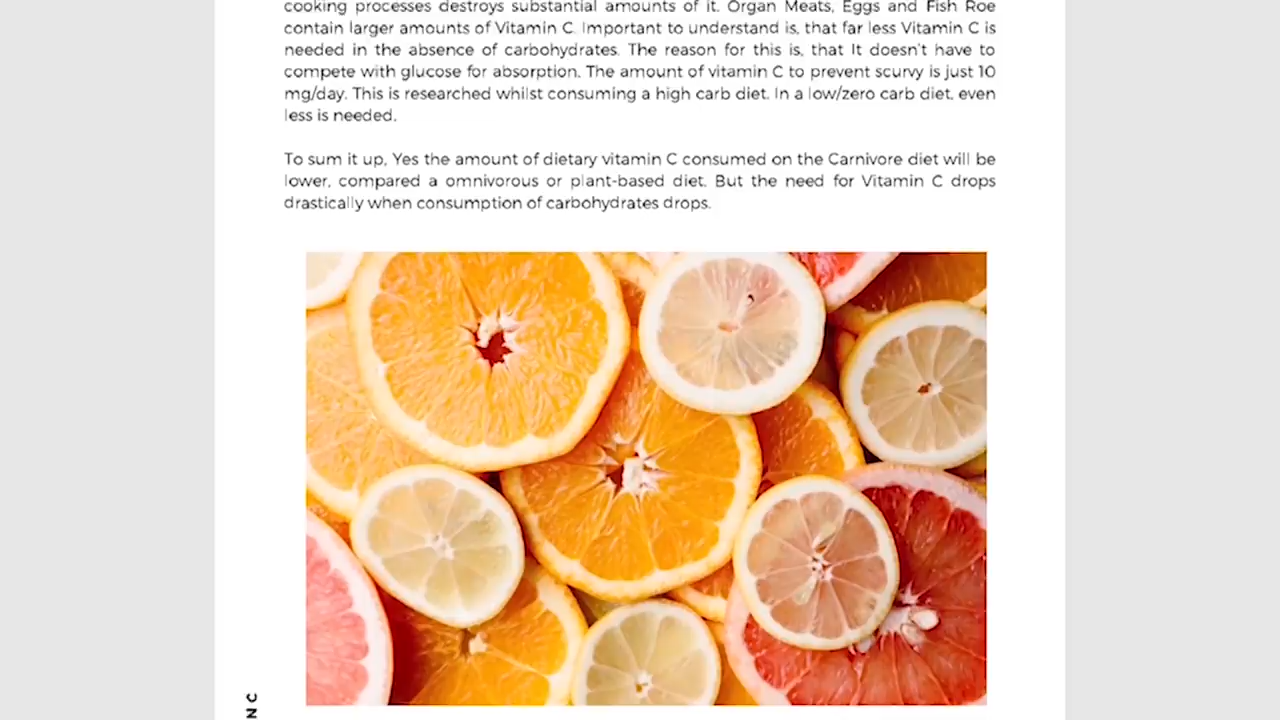 cooking processes destroys substantial amounts of it. Organ Meats, Eggs and Fish Roe
contain larger amounts of Vitamin C. Important to understand is, that far less Vitamin C is
needed in the absence of carbohydrates. The reason for this is, that It doesn't have to
compete with glucose for absorption. The amount of vitamin C to prevent scurvy is just 10
mg/day. This is researched whilst consuming a high carb diet. In a low/zero carb diet, even
less is needed.
To sum it up, Yes the amount of dietary vitamin C consumed on the Carnivore diet will be
lower, compared a omnivorous or plant-based diet. But the need for Vitamin C drops
drastically when consumption of carbohydrates drops.
N C